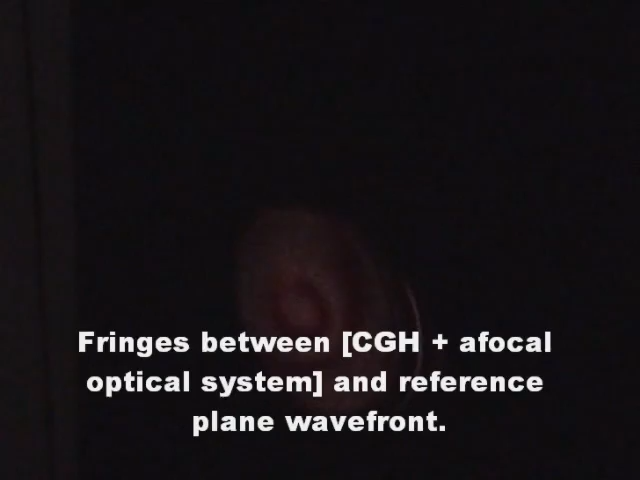 Fringes between [CGH + afocal
optical system] and reference
plane wavefront.